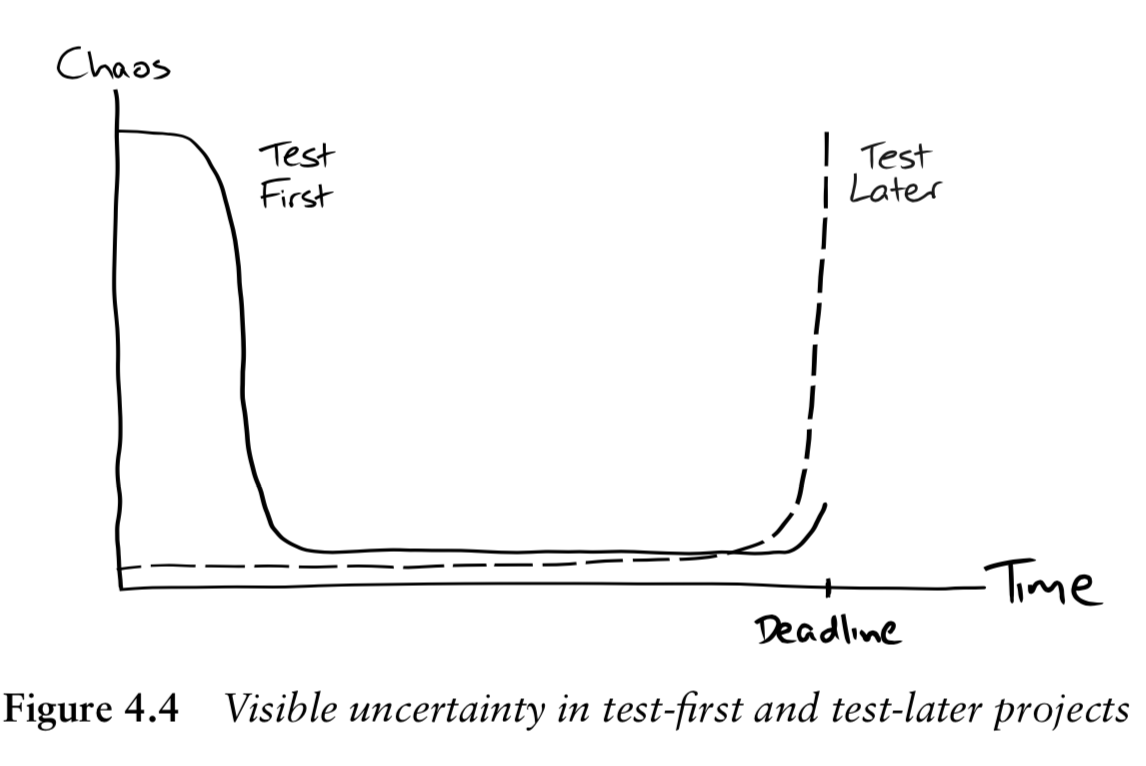 Chaos
Test
First
Test
Later
Time
Deadline
Figure 4.4 Visible uncertainty in test-first and test-later projects